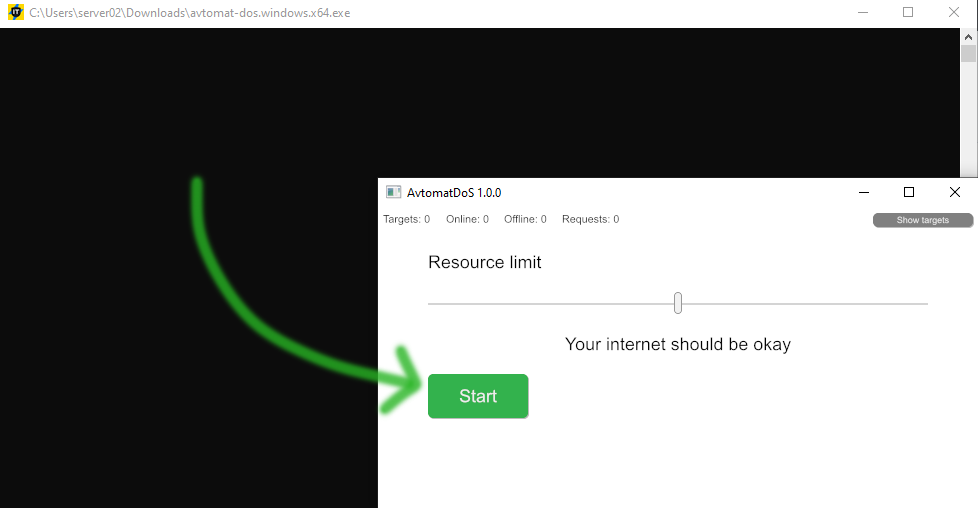 IT
C:\Users\server02\Downloads\avtomat-dos.windows.x64.exe
AvtomatDoS 1.0.0
Targets: 0 Online: 0 Offline: 0 Requests: 0 Show targets
Resource limit
Your internet should be okay
Start